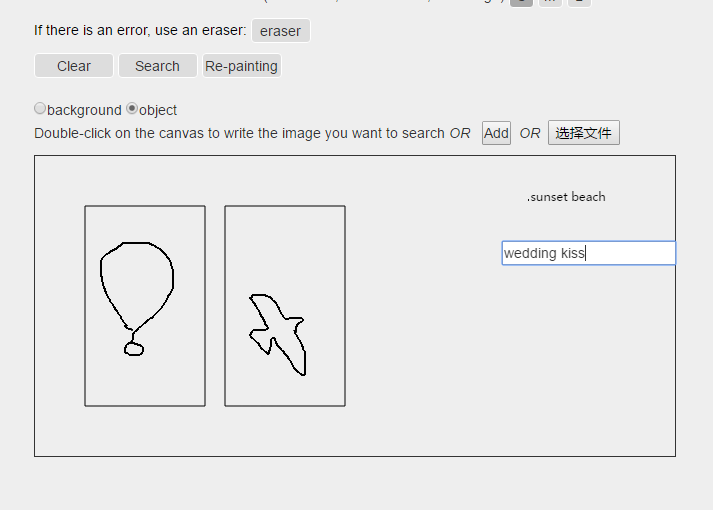 If there is an error, use an eraser: eraser
Clear Search Re-painting
background object
Double-click on the canvas to write the image you want to search OR Add OR 选择文件
.sunset beach
wedding kiss